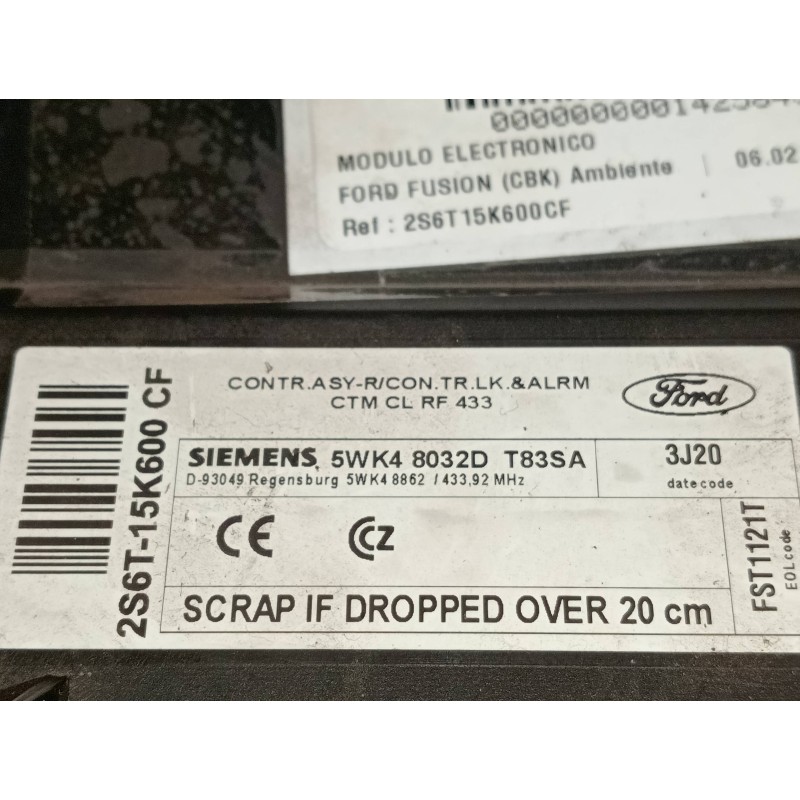 MODULO ELECTRONICO
FORD FUSION (CBK) Ambiente 06.02
Ref : 2S6T15K600CF
2S6T-15K600 CF
CONTR.ASY-R/CON.TR.LK.&ALRM
CTM CL RF 433
Ford
SIEMENS 5WK4 8032D T83SA
D-93049 Regensburg 5WK4 8862 / 433,92 MHz
3J20
datecode
CE CZ
SCRAP IF DROPPED OVER 20 cm
FST1121T
EOLcode